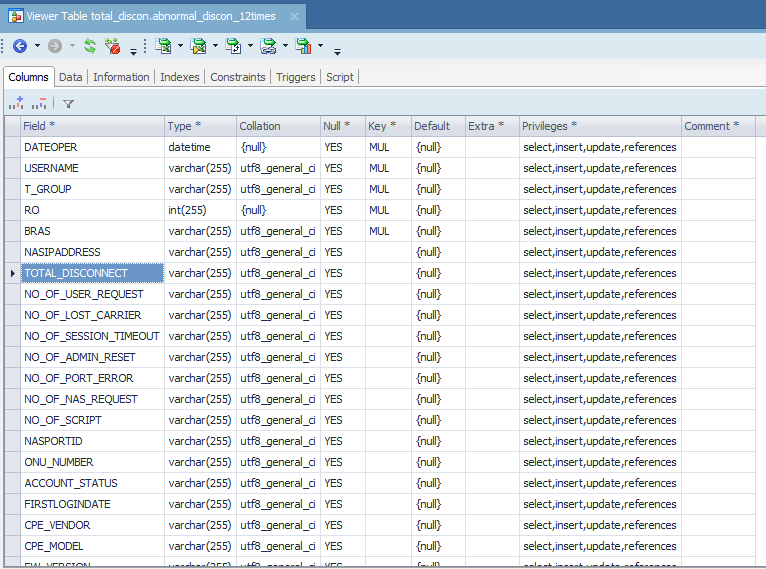 Viewer Table total_discon.abnormal_discon_12times
Columns Data Information Indexes Constraints Triggers Script
Field * Type * Collation Null * Key * Default Extra * Privileges * Comment *
DATEOPER datetime {null} YES MUL {null} select,insert,update,references
USERNAME varchar(255) utf8_general_ci YES MUL {null} select,insert,update,references
T_GROUP varchar(255) utf8_general_ci YES MUL {null} select,insert,update,references
RO int(255) {null} YES MUL {null} select,insert,update,references
BRAS varchar(255) utf8_general_ci YES MUL {null} select,insert,update,references
NASIPADDRESS varchar(255) utf8_general_ci YES {null} select,insert,update,references
TOTAL_DISCONNECT varchar(255) utf8_general_ci YES {null} select,insert,update,references
NO_OF_USER_REQUEST varchar(255) utf8_general_ci YES {null} select,insert,update,references
NO_OF_LOST_CARRIER varchar(255) utf8_general_ci YES {null} select,insert,update,references
NO_OF_SESSION_TIMEOUT varchar(255) utf8_general_ci YES {null} select,insert,update,references
NO_OF_ADMIN_RESET varchar(255) utf8_general_ci YES {null} select,insert,update,references
NO_OF_PORT_ERROR varchar(255) utf8_general_ci YES {null} select,insert,update,references
NO_OF_NAS_REQUEST varchar(255) utf8_general_ci YES {null} select,insert,update,references
NO_OF_SCRIPT varchar(255) utf8_general_ci YES {null} select,insert,update,references
NASPORTID varchar(255) utf8_general_ci YES {null} select,insert,update,references
ONU_NUMBER varchar(255) utf8_general_ci YES {null} select,insert,update,references
ACCOUNT_STATUS varchar(255) utf8_general_ci YES {null} select,insert,update,references
FIRSTLOGINDATE varchar(255) utf8_general_ci YES {null} select,insert,update,references
CPE_VENDOR varchar(255) utf8_general_ci YES {null} select,insert,update,references
CPE_MODEL varchar(255) utf8_general_ci YES {null} select,insert,update,references